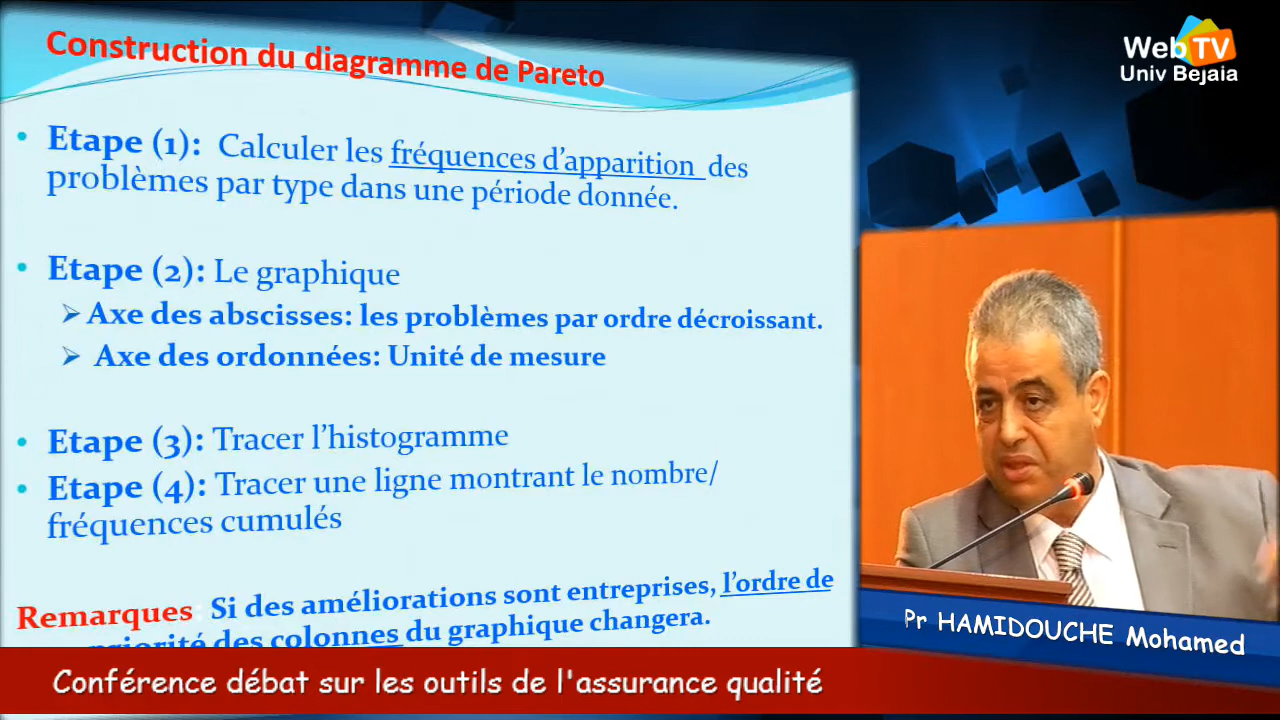 Construction du diagramme de Pareto
WebTV
Univ Bejaia
• Etape (1): Calculer les fréquences d'apparition des
problèmes par type dans une période donnée.
• Etape (2): Le graphique
➢ Axe des abscisses: les problèmes par ordre décroissant.
➢ Axe des ordonnées: Unité de mesure
• Etape (3): Tracer l'histogramme
• Etape (4): Tracer une ligne montrant le nombre/
fréquences cumulés
Remarques : Si des améliorations sont entreprises, l'ordre de
priorité des colonnes du graphique changera.
Pr HAMIDOUCHE Mohamed
Conférence débat sur les outils de l'assurance qualité